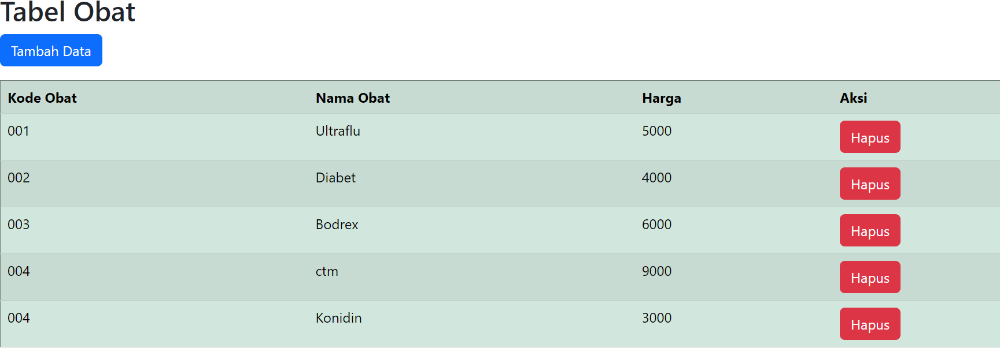 Tabel Obat
Tambah Data
Kode Obat Nama Obat Harga Aksi
001 Ultraflu 5000 Hapus
002 Diabet 4000 Hapus
003 Bodrex 6000 Hapus
004 ctm 9000 Hapus
004 Konidin 3000 Hapus